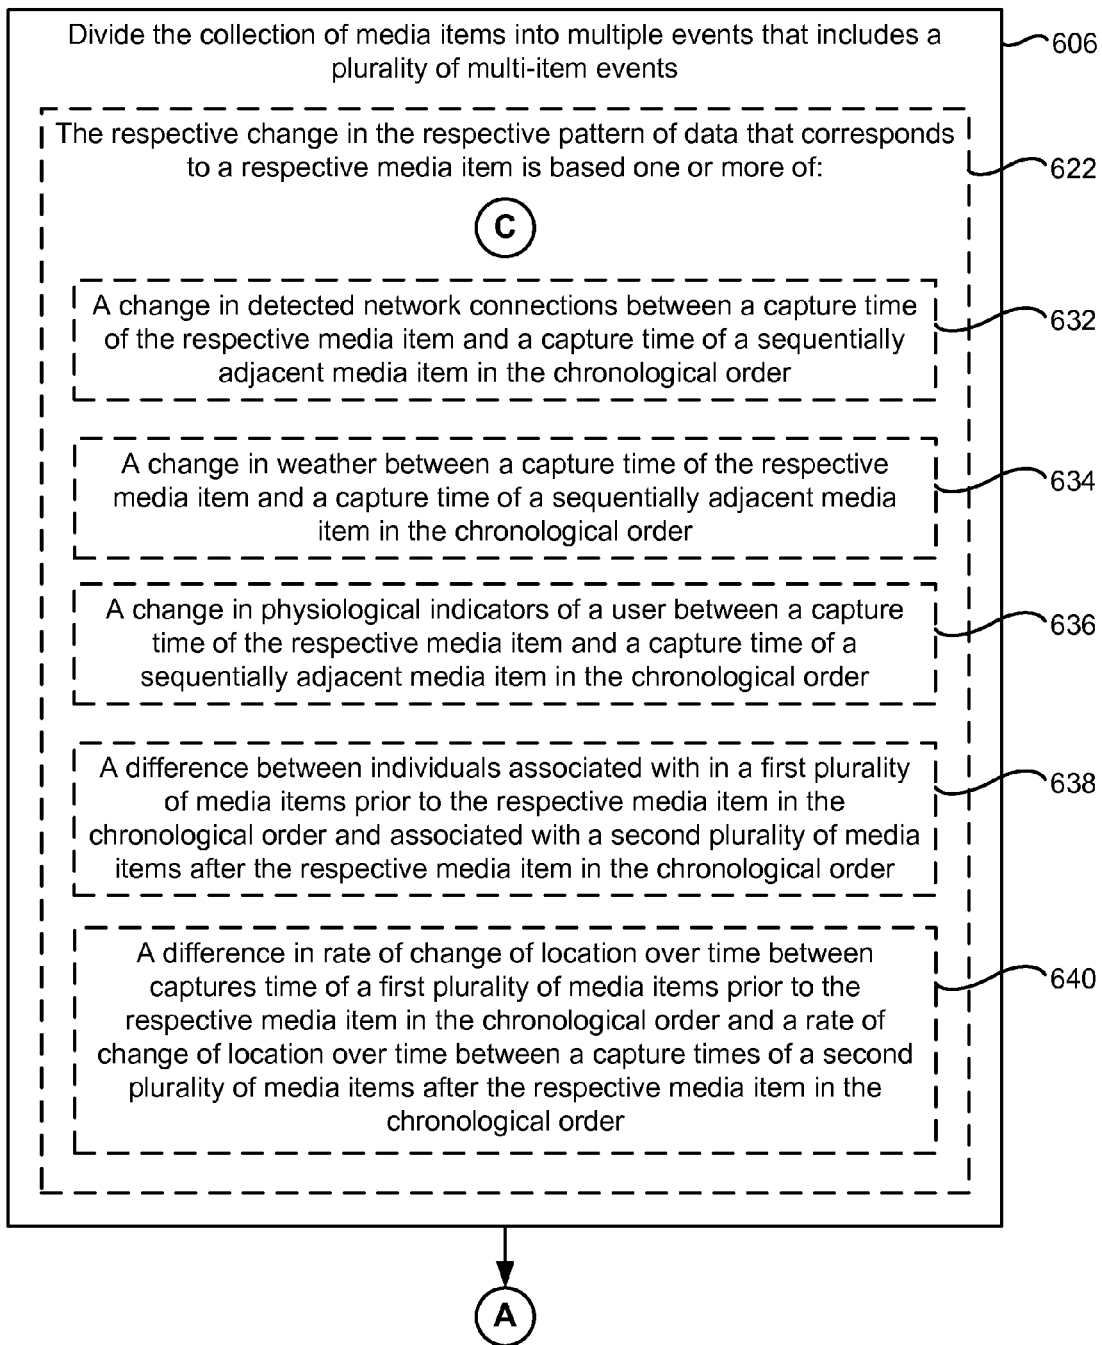 Divide the collection of media items into multiple events that includes a
plurality of multi-item events
606
The respective change in the respective pattern of data that corresponds
to a respective media item is based one or more of:
622
C
A change in detected network connections between a capture time
of the respective media item and a capture time of a sequentially
adjacent media item in the chronological order
632
A change in weather between a capture time of the respective
media item and a capture time of a sequentially adjacent media
item in the chronological order
634
A change in physiological indicators of a user between a capture
time of the respective media item and a capture time of a
sequentially adjacent media item in the chronological order
636
A difference between individuals associated with in a first plurality
of media items prior to the respective media item in the
chronological order and associated with a second plurality of media
items after the respective media item in the chronological order
638
A difference in rate of change of location over time between
captures time of a first plurality of media items prior to the
respective media item in the chronological order and a rate of
change of location over time between a capture times of a second
plurality of media items after the respective media item in the
chronological order
640
A